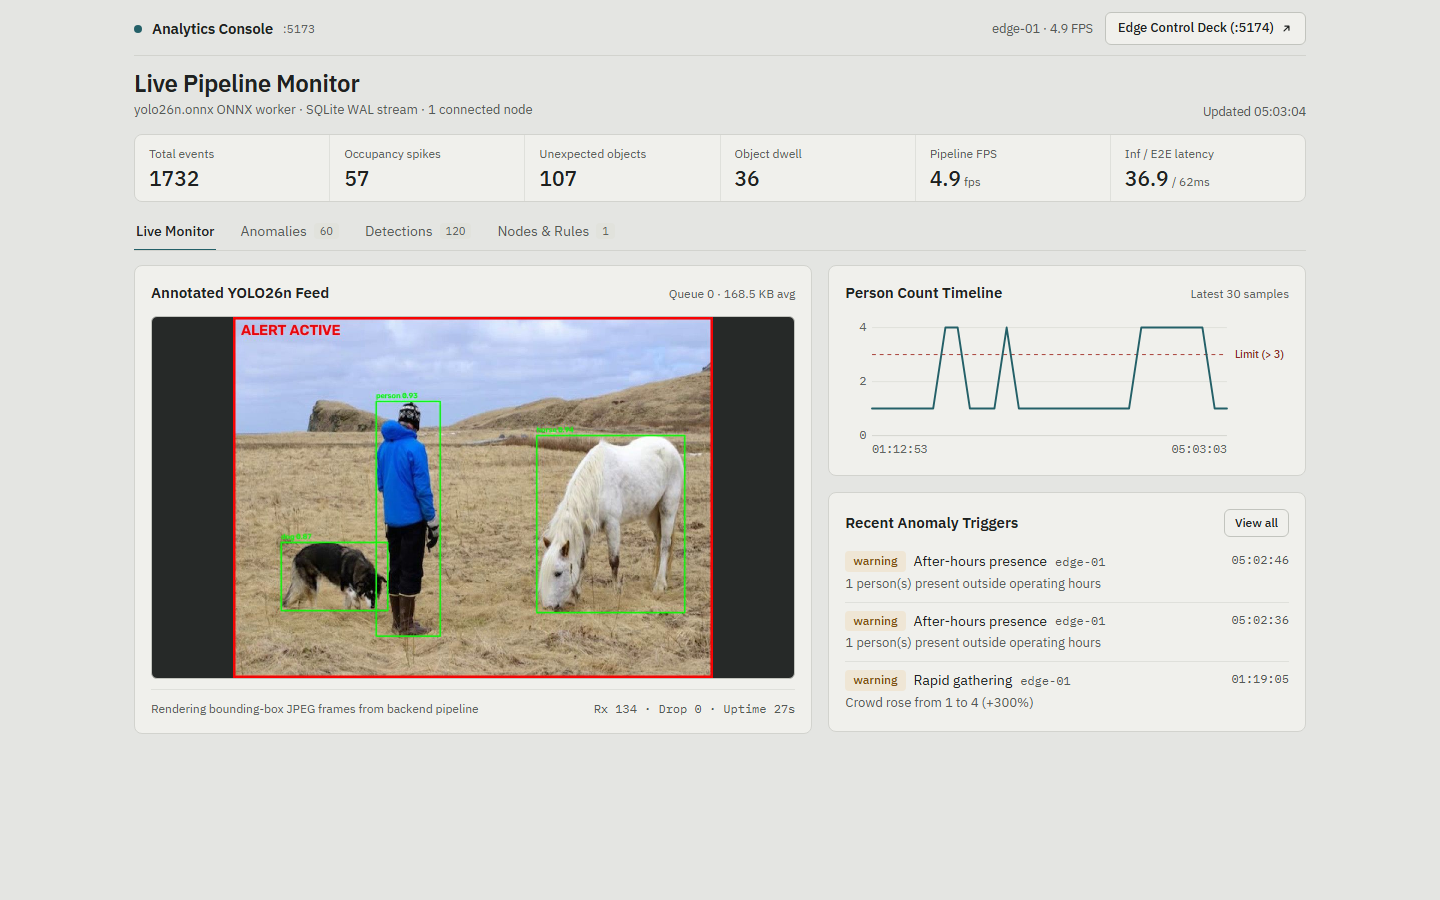 Analytics Console :5173
edge-01 · 4.9 FPS
Edge Control Deck (:5174) ↗
Live Pipeline Monitor
yolo26n.onnx ONNX worker · SQLite WAL stream · 1 connected node
Updated 05:03:04
Total events
1732
Occupancy spikes
57
Unexpected objects
107
Object dwell
36
Pipeline FPS
4.9 fps
Inf / E2E latency
36.9 / 62ms
Live Monitor
Anomalies 60
Detections 120
Nodes & Rules 1
Annotated YOLO26n Feed
Queue 0 · 168.5 KB avg
ALERT ACTIVE
person 0.93
Rendering bounding-box JPEG frames from backend pipeline
Rx 134 · Drop 0 · Uptime 27s
Person Count Timeline
Latest 30 samples
4
Limit (> 3)
2
0
01:12:53
05:03:03
Recent Anomaly Triggers
View all
warning After-hours presence edge-01
05:02:46
1 person(s) present outside operating hours
warning After-hours presence edge-01
05:02:36
1 person(s) present outside operating hours
warning Rapid gathering edge-01
01:19:05
Crowd rose from 1 to 4 (+300%)